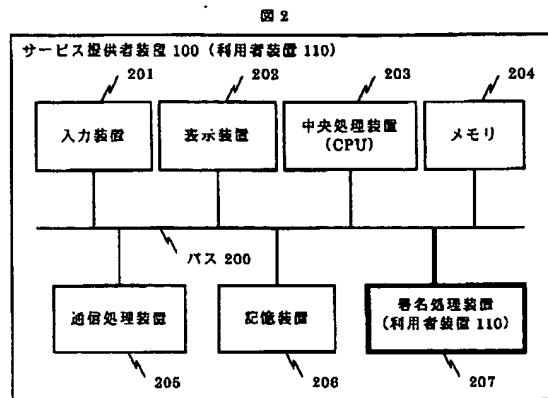 図2
サービス提供者装置 100 (利用者装置 110)
201
202
203
204
入力装置
表示装置
中央処理装置
(CPU)
メモリ
バス 200
通信処理装置
記憶装置
署名処理装置
(利用者装置 110)
205
206
207